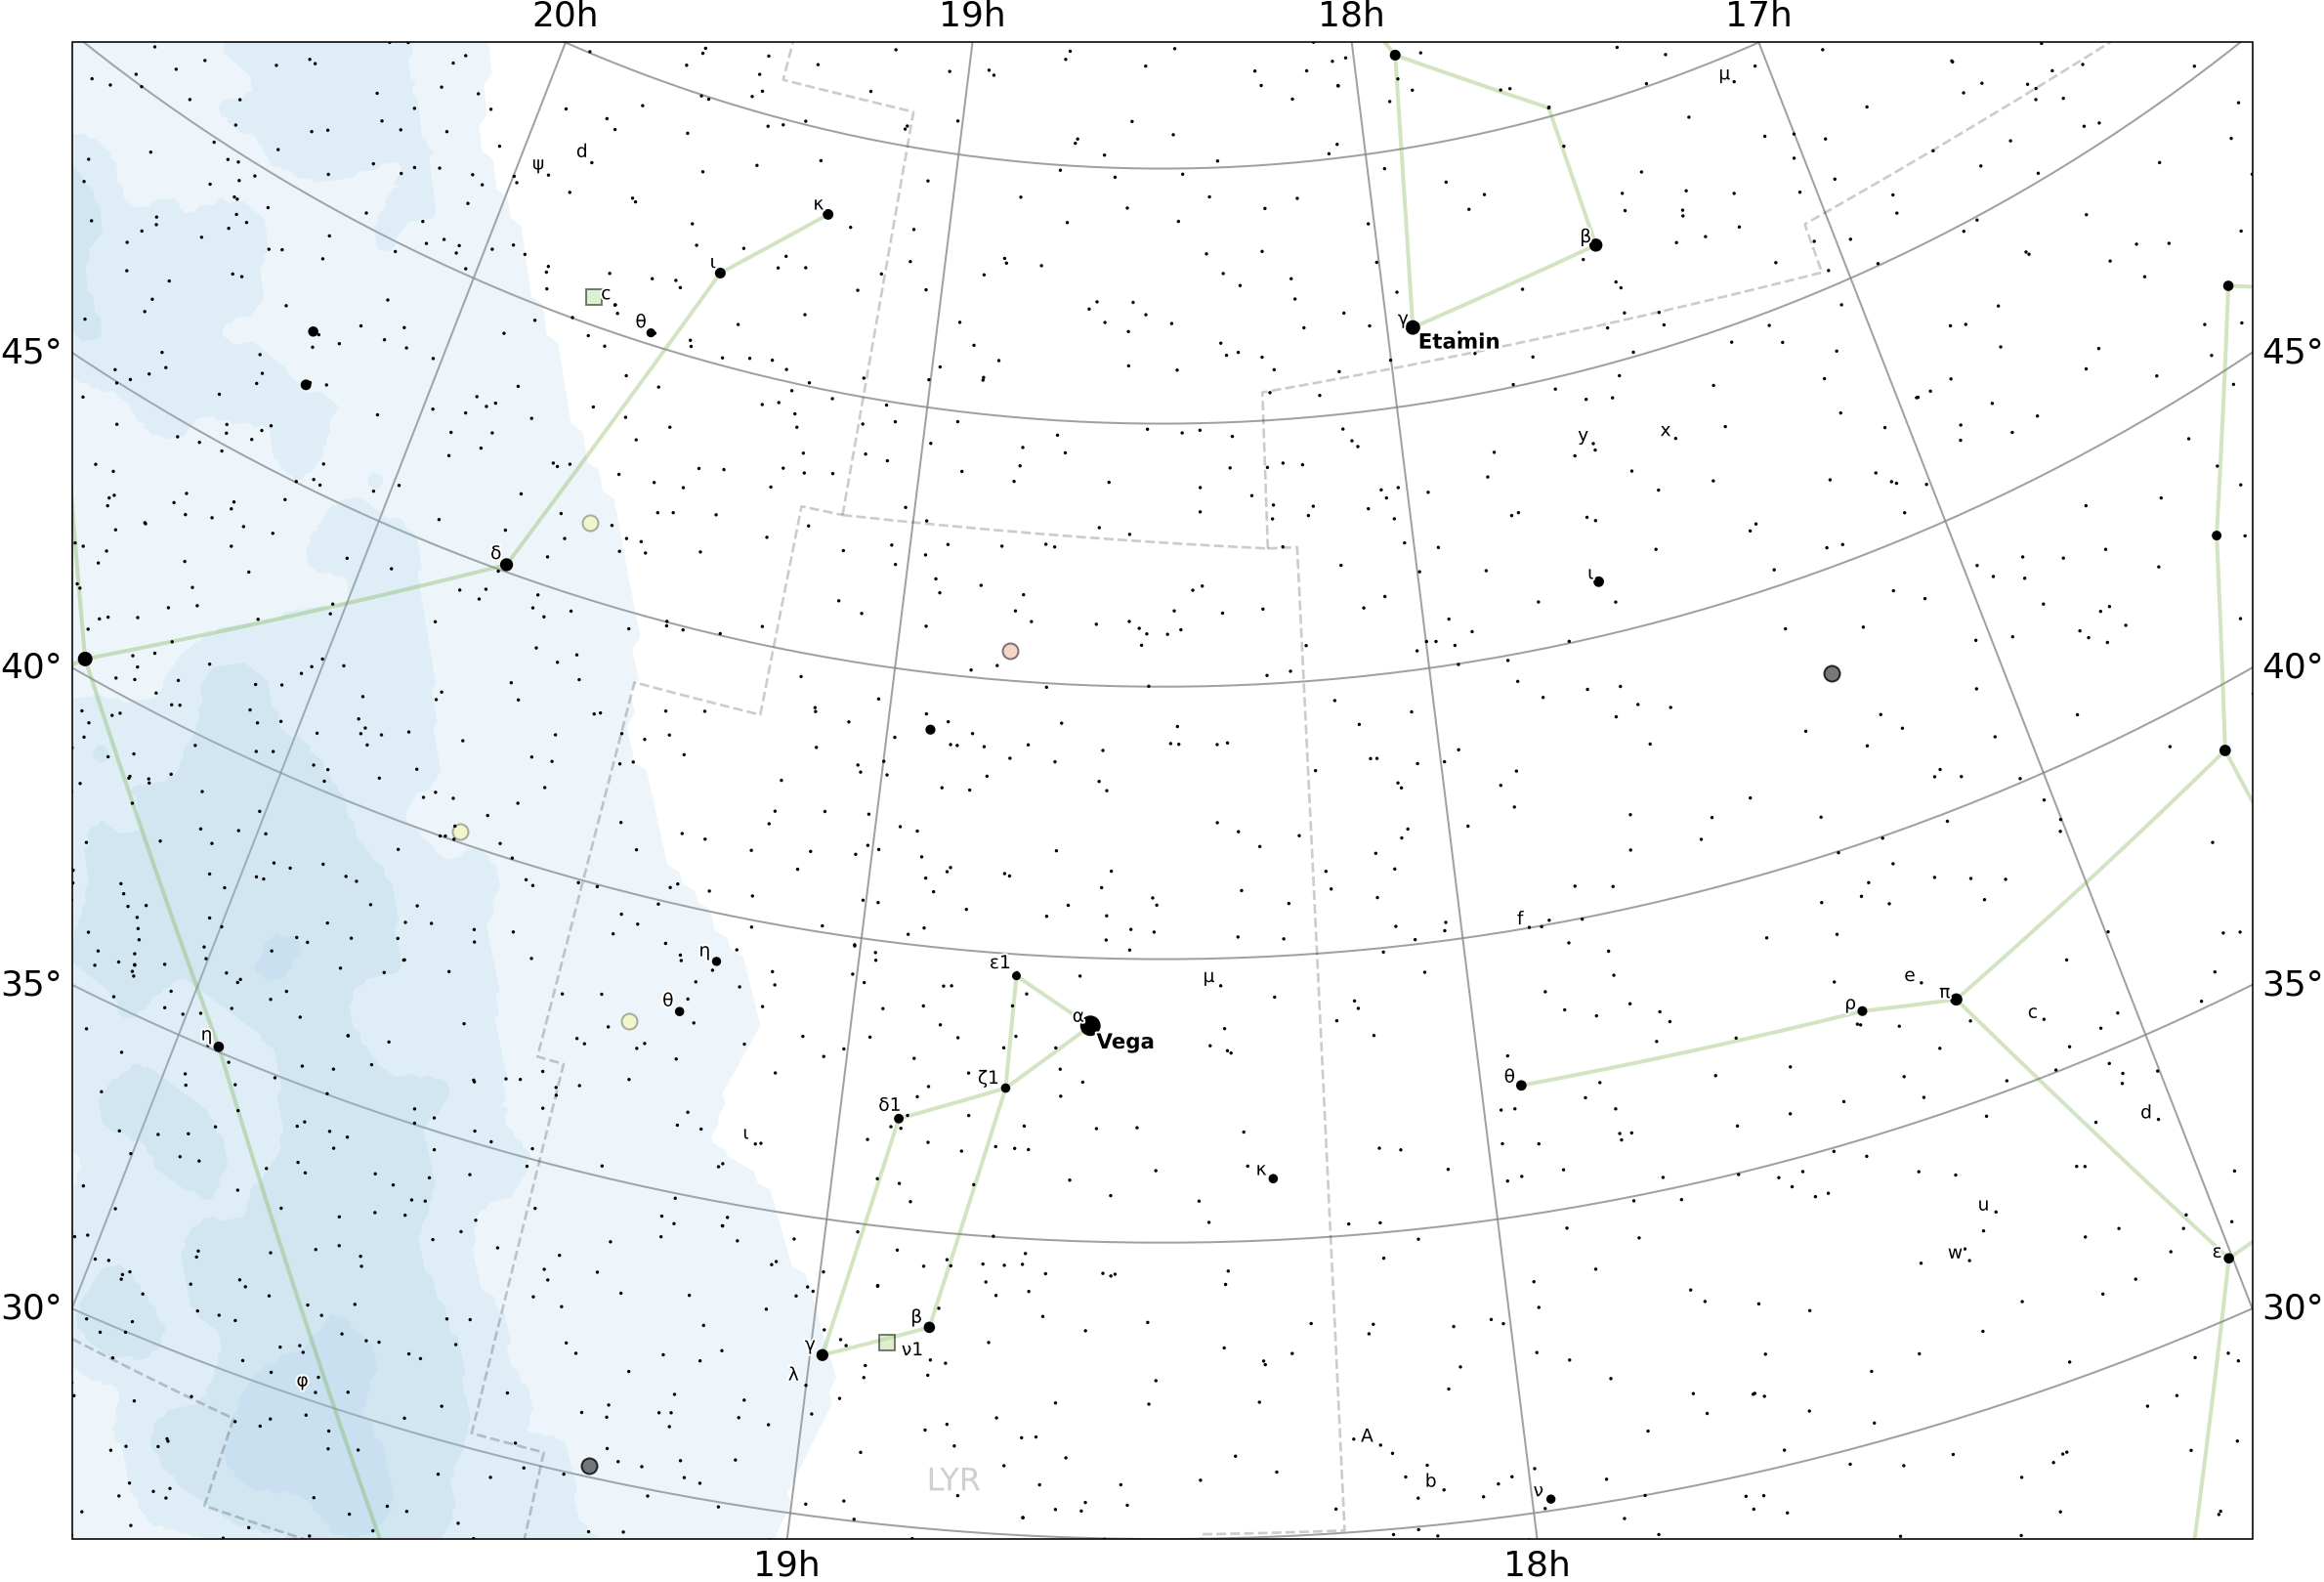 20h 19h 18h 17h
μ
ψ d
κ
β
ι
c
θ
γ
Etamin
45° 45°
y x
δ
ι
40° 40°
f
η
ε1
μ
e
35° 35°
π
θ
ρ
c
α
Vega
η
θ
ζ1
δ1
d
ι
κ
u
w
ε
30° 30°
β
γ ν1
λ
φ
A
LYR
b
ν
19h 18h